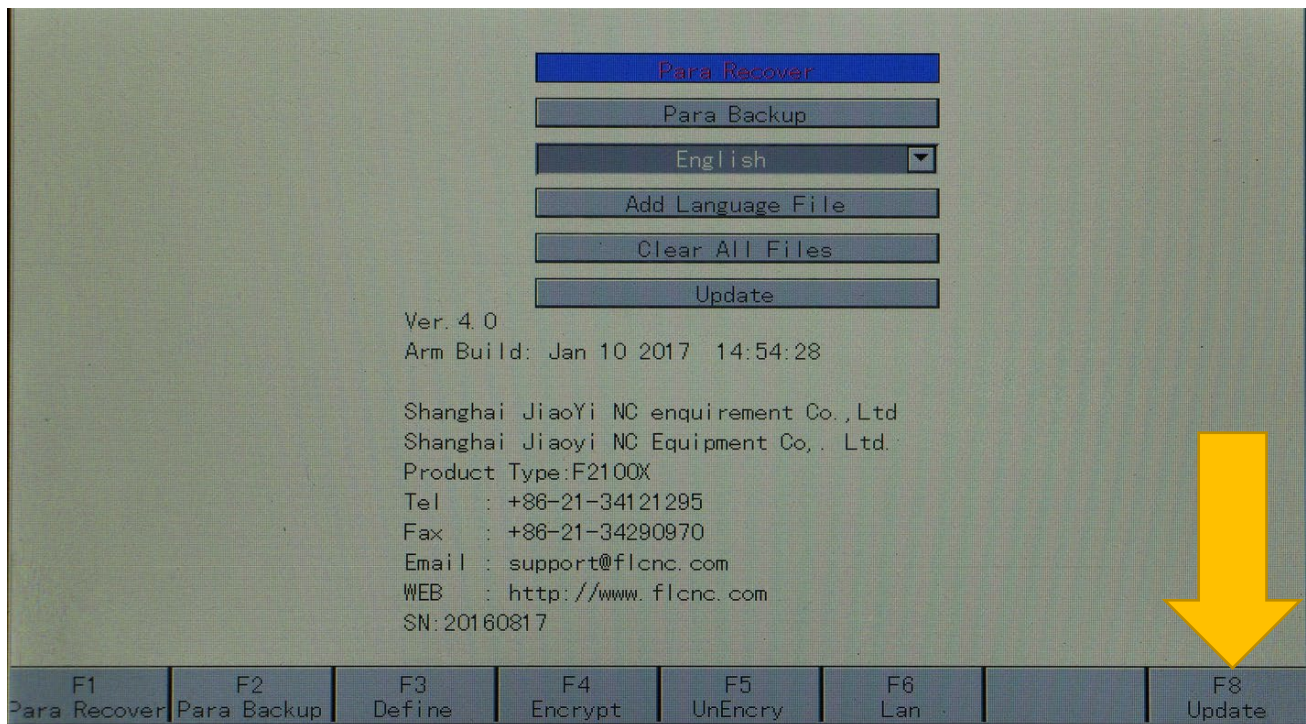 Para Recover
Para Backup
English
Add Language File
Clear All Files
Update
Ver. 4.0
Arm Build: Jan 10 2017 14:54:28
Shanghai JiaoYi NC enquirement Co.,Ltd
Shanghai Jiaoyi NC Equipment Co,. Ltd.
Product Type:F2100X
Tel : +86-21-34121295
Fax : +86-21-34290970
Email : support@flcnc.com
WEB : http://www.flcnc.com
SN:20160817
F1 F2 F3 F4 F5 F6 F8
Para Recover Para Backup Define Encrypt UnEncry Lan Update